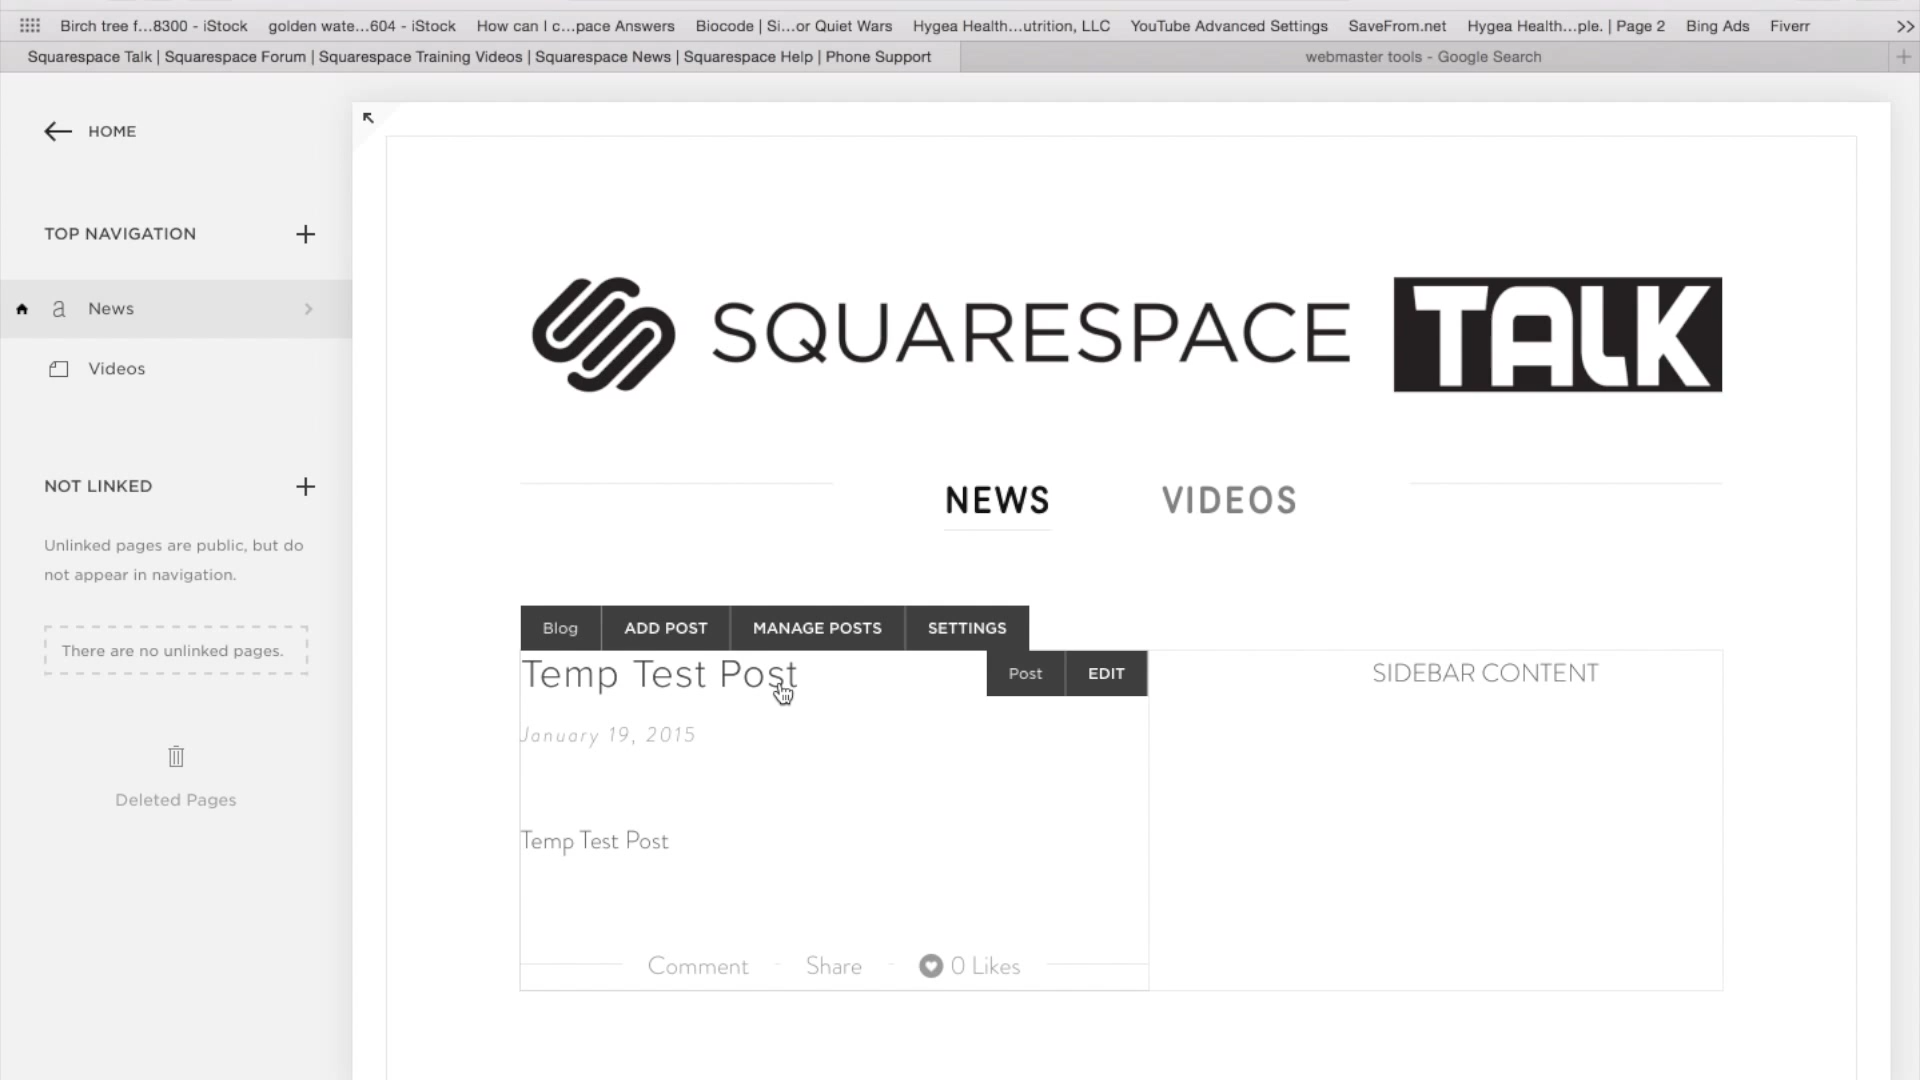 Birch tree f...8300 - iStock golden wate...604 - iStock How can I c...pace Answers Biocode | Si...or Quiet Wars Hygea Health...utrition, LLC YouTube Advanced Settings SaveFrom.net Hygea Health...ple. | Page 2 Bing Ads Fiverr
Squarespace Talk | Squarespace Forum | Squarespace Training Videos | Squarespace News | Squarespace Help | Phone Support webmaster tools - Google Search
HOME
TOP NAVIGATION
News
Videos
NOT LINKED
Unlinked pages are public, but do
not appear in navigation.
There are no unlinked pages.
Deleted Pages
SQUARESPACE TALK
NEWS VIDEOS
Blog ADD POST MANAGE POSTS SETTINGS
Temp Test Post Post EDIT SIDEBAR CONTENT
January 19, 2015
Temp Test Post
Comment Share 0 Likes